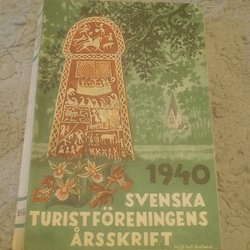 1940
SVENSKA
TURISTFÖRENINGENS
ÅRSSKRIFT